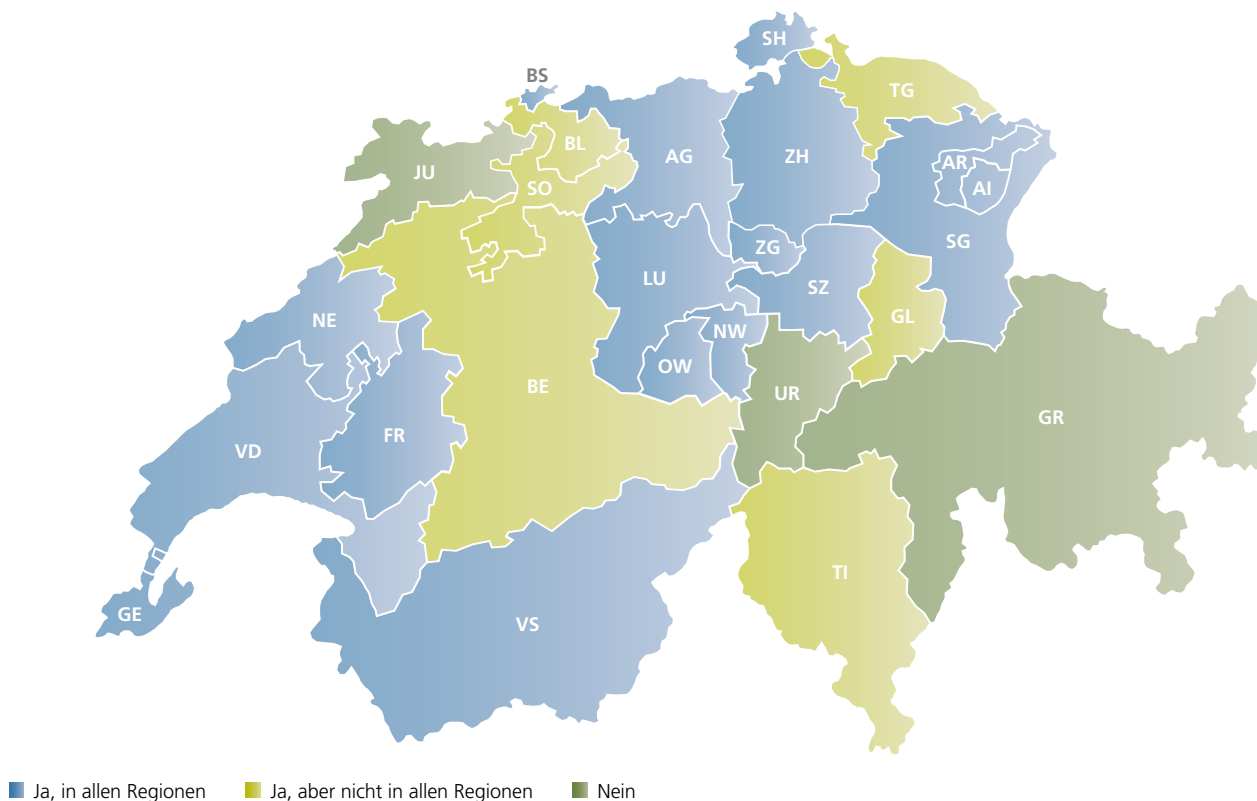 SH
BS
TG
BL
AG
ZH
JU
AR
SO
AI
ZG
SG
LU
SZ
NE
NW
GL
OW
BE
UR
GR
FR
VD
TI
GE
VS
Ja, in allen Regionen
Ja, aber nicht in allen Regionen
Nein